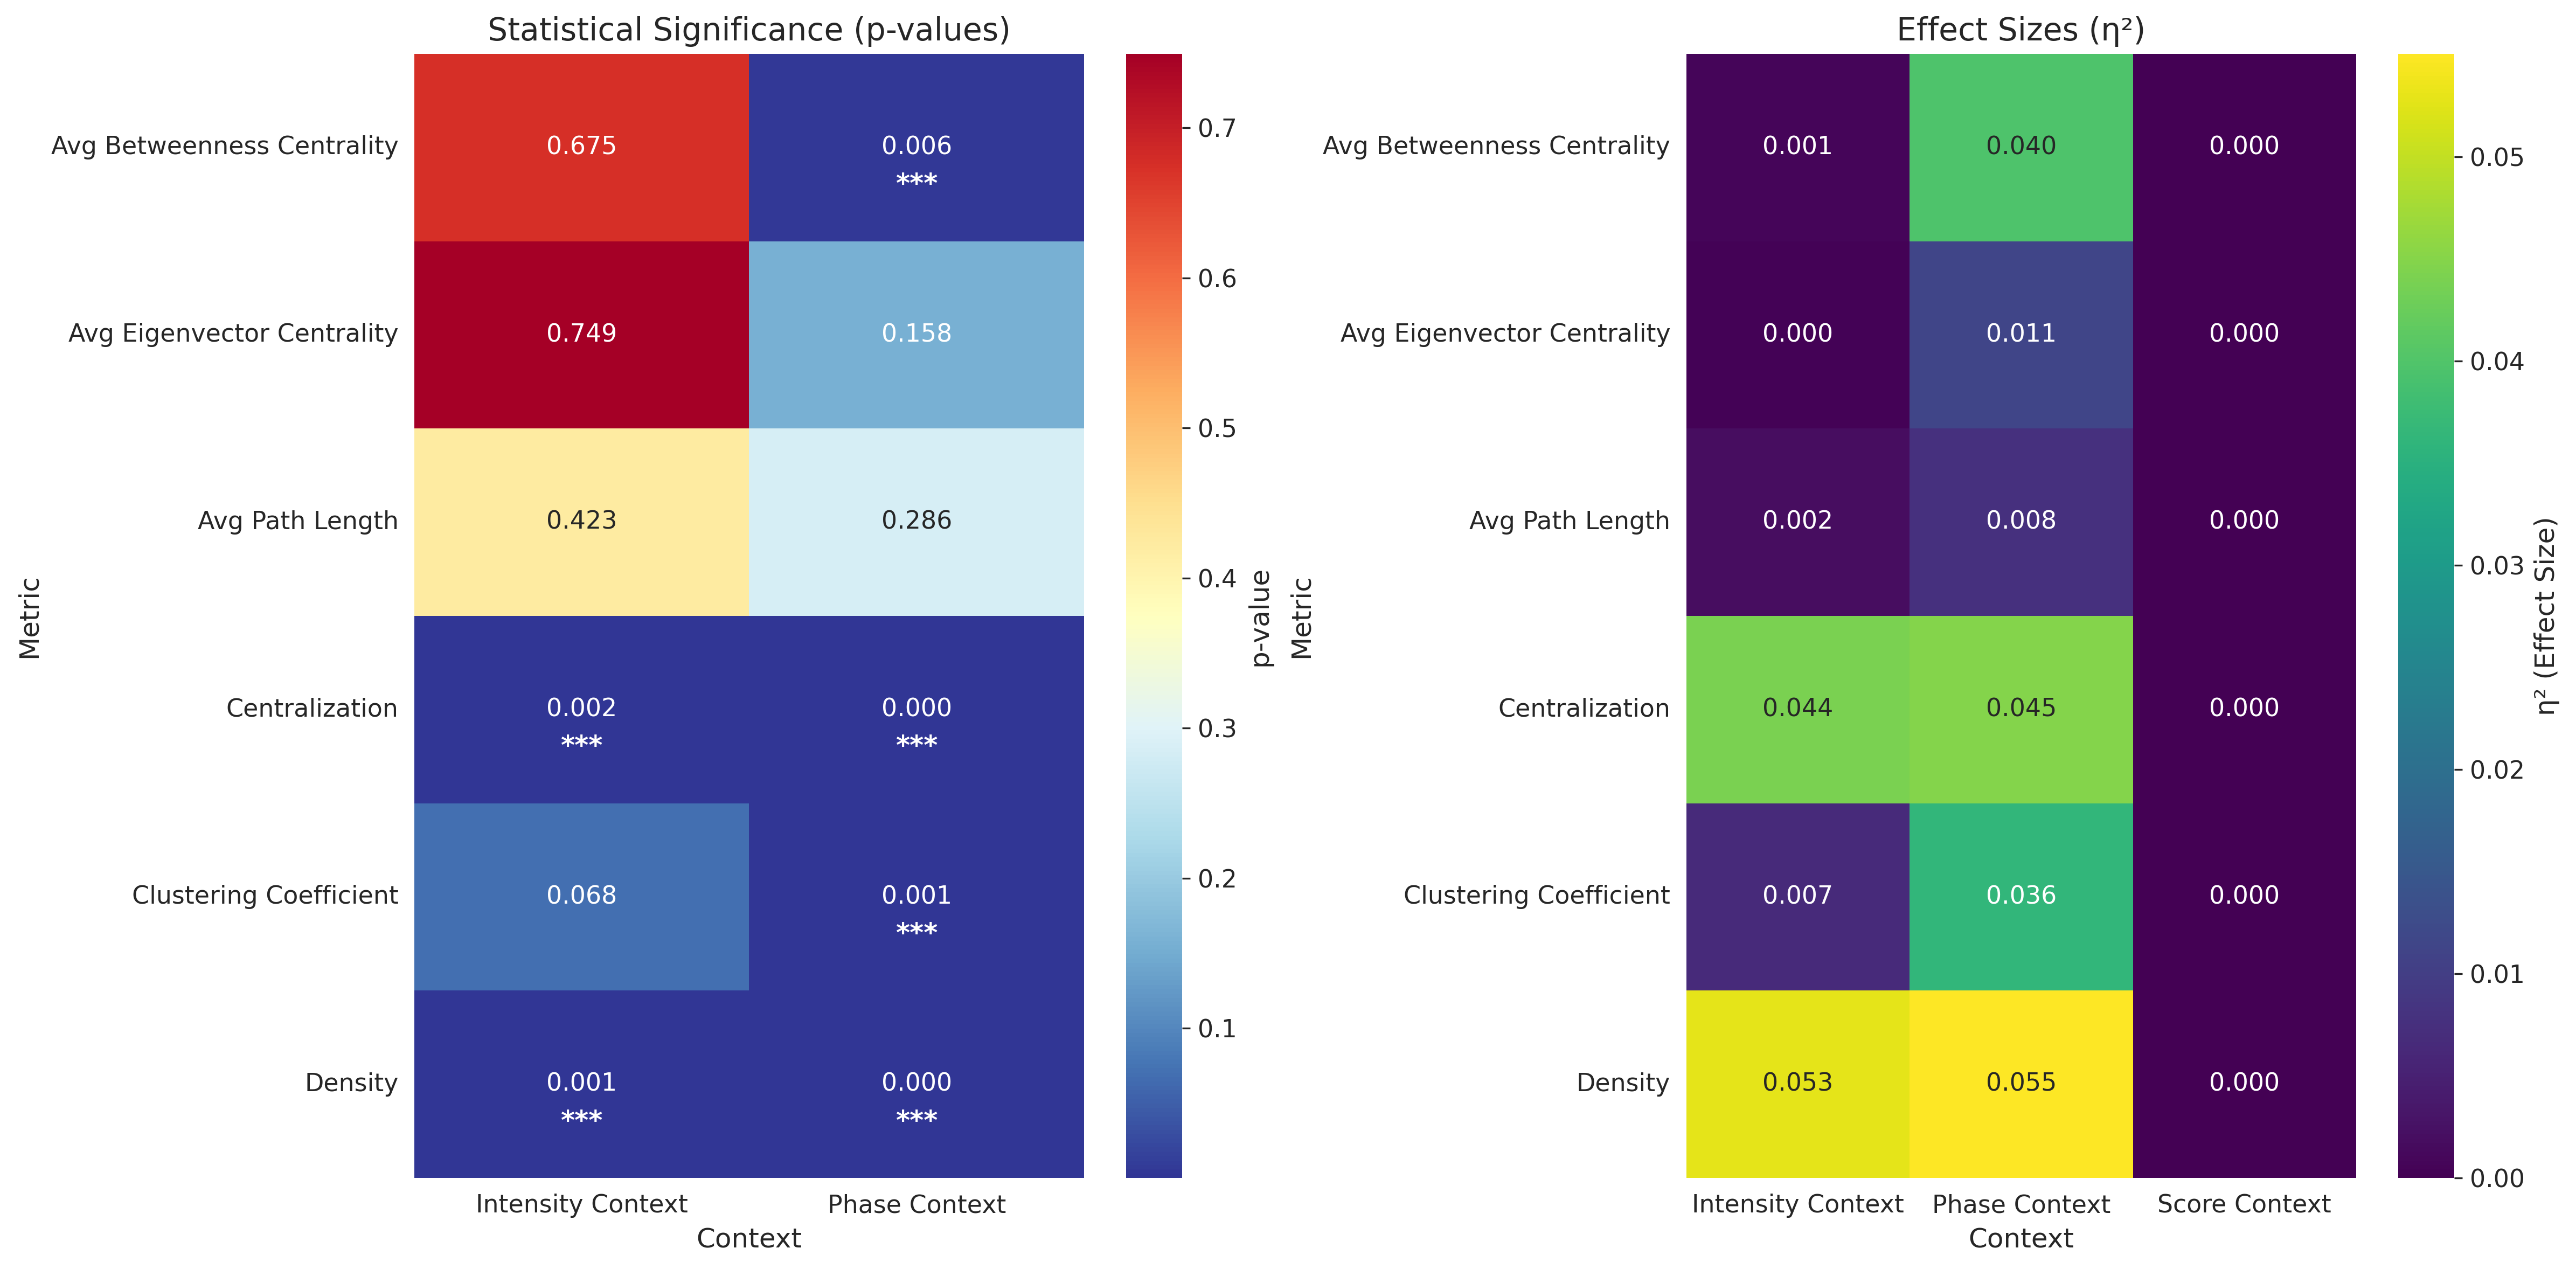 Statistical Significance (p-values)
Avg Betweenness Centrality
0.675
0.006
***
Avg Eigenvector Centrality
0.749
0.158
Avg Path Length
0.423
0.286
Centralization
0.002
0.000
***
***
Clustering Coefficient
0.068
0.001
***
Density
0.001
0.000
***
***
Intensity Context
Phase Context
Context
Metric
0.7
0.6
0.5
0.4
0.3
0.2
0.1
p-value
Effect Sizes (η²)
Avg Betweenness Centrality
0.001
0.040
0.000
Avg Eigenvector Centrality
0.000
0.011
0.000
Avg Path Length
0.002
0.008
0.000
Centralization
0.044
0.045
0.000
Clustering Coefficient
0.007
0.036
0.000
Density
0.053
0.055
0.000
Intensity Context
Phase Context
Score Context
Context
Metric
0.05
0.04
0.03
0.02
0.01
0.00
η² (Effect Size)